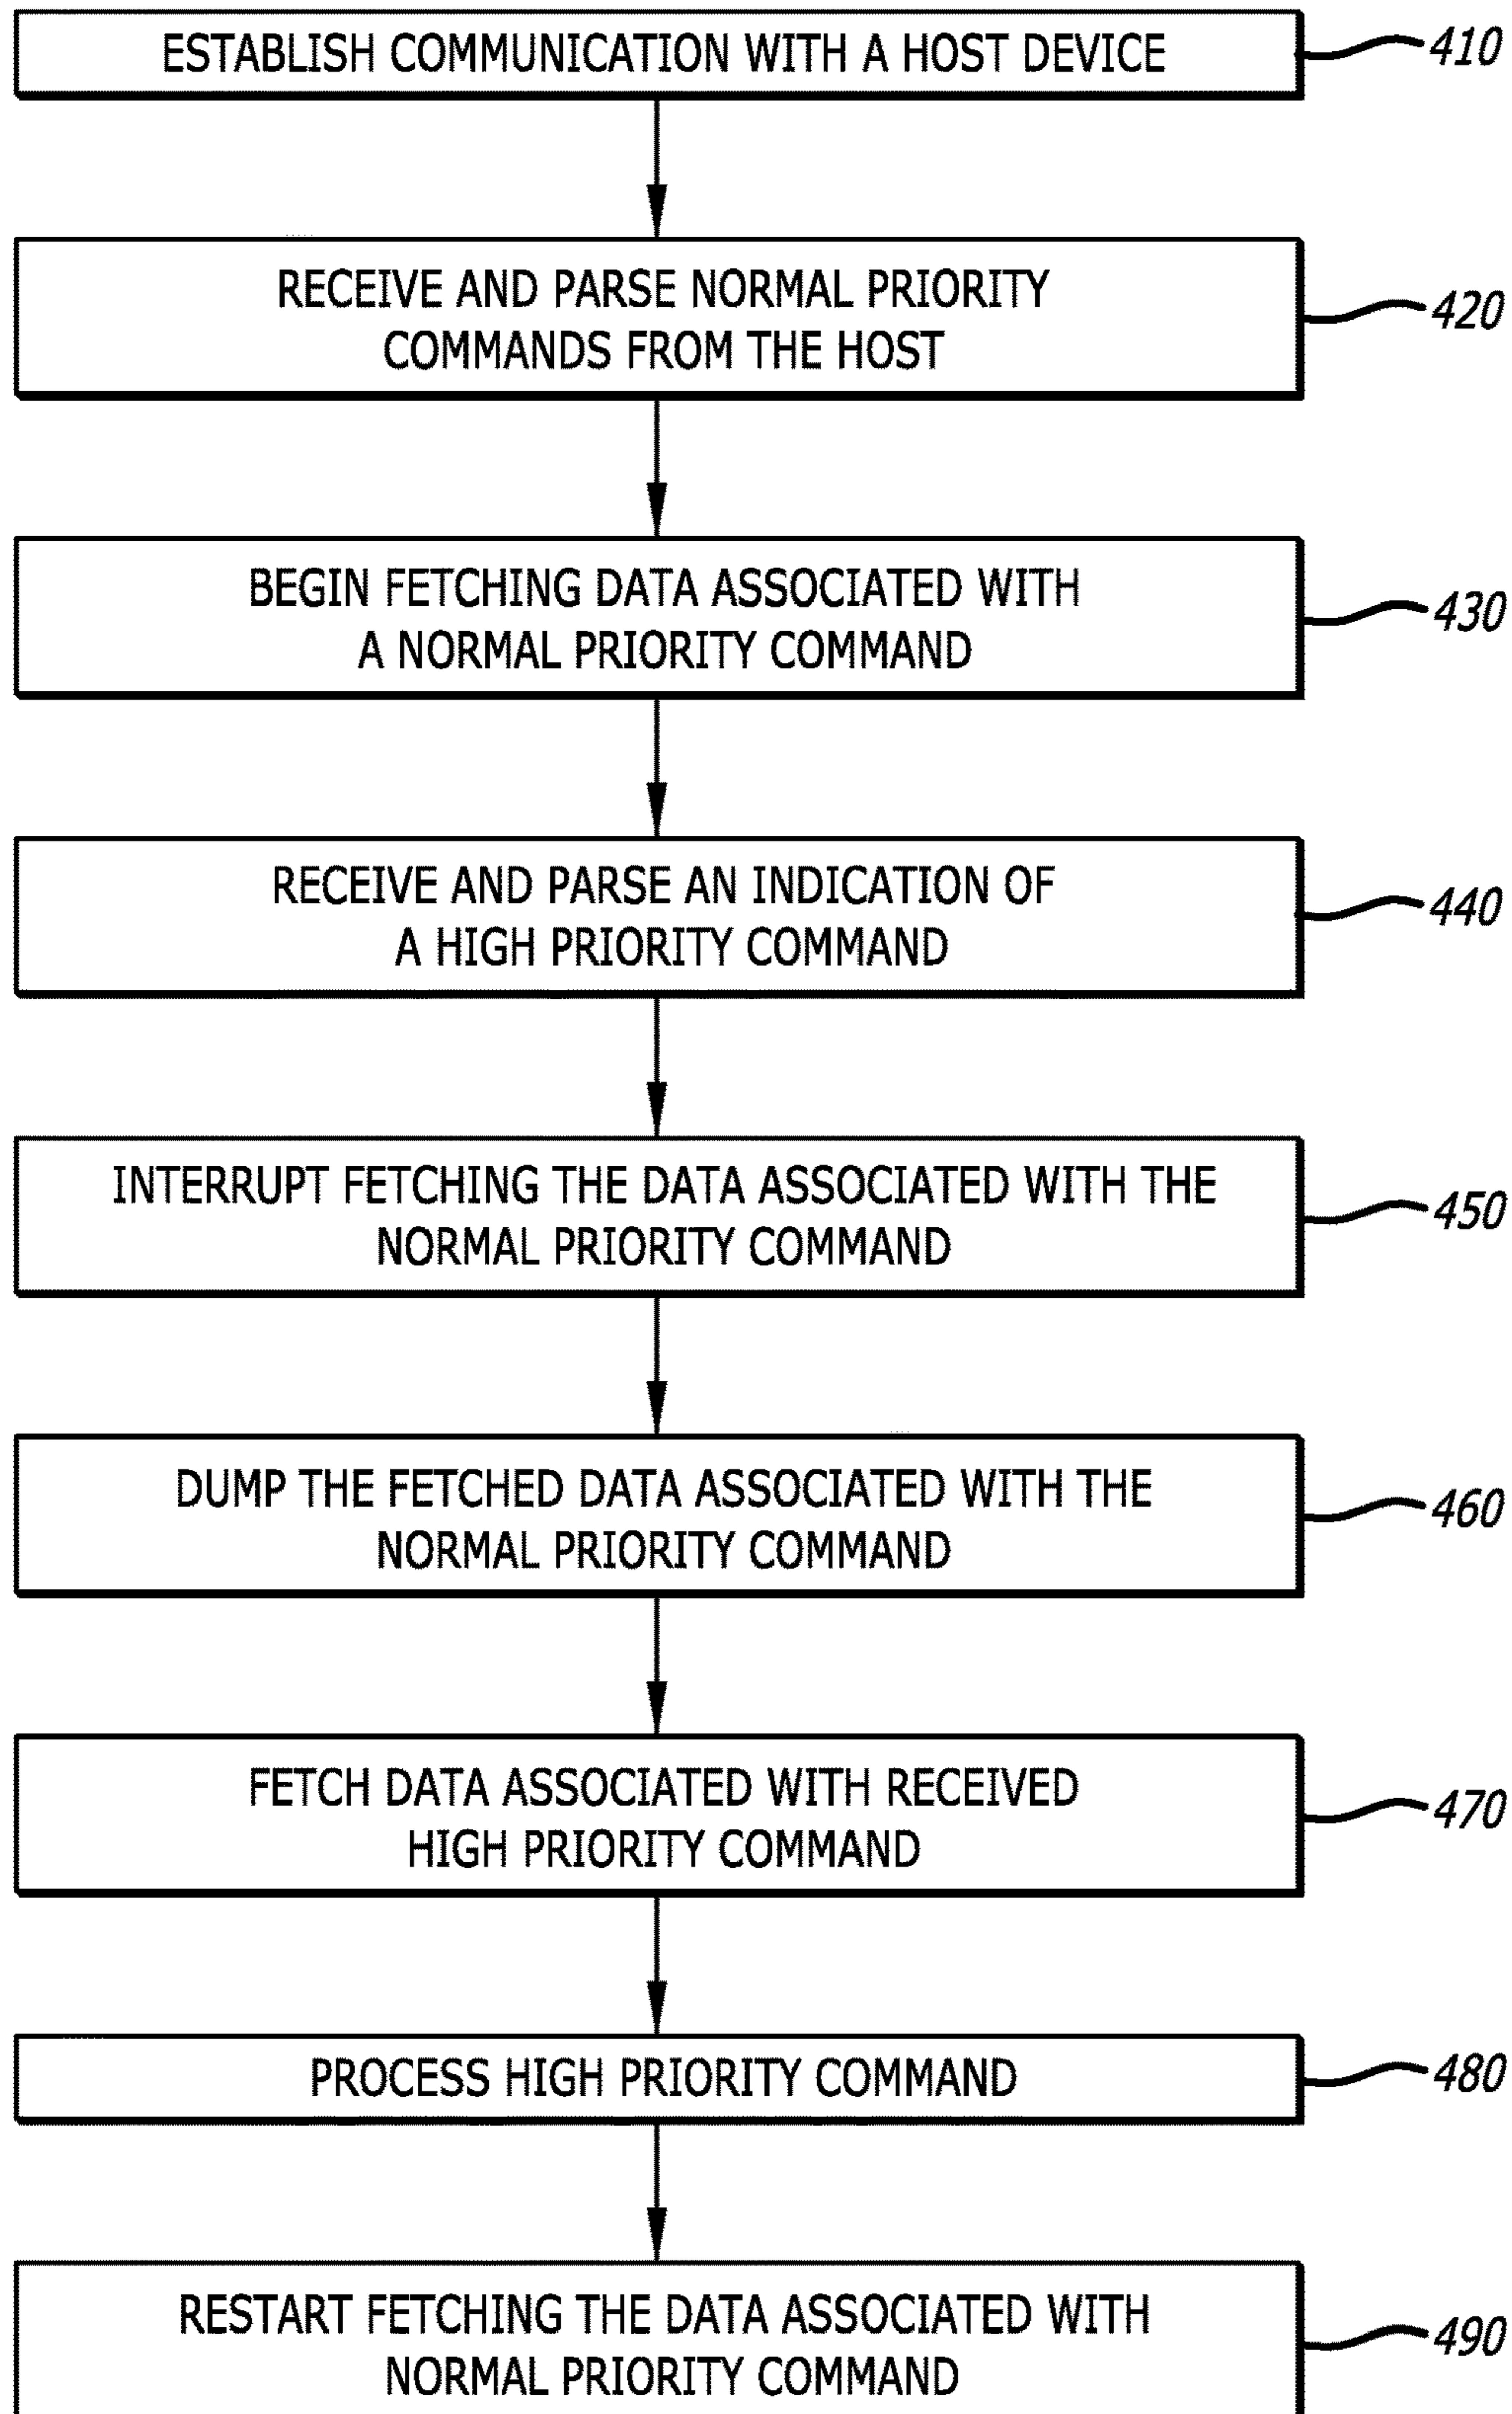 ESTABLISH COMMUNICATION WITH A HOST DEVICE
410
RECEIVE AND PARSE NORMAL PRIORITY
COMMANDS FROM THE HOST
420
BEGIN FETCHING DATA ASSOCIATED WITH
A NORMAL PRIORITY COMMAND
430
RECEIVE AND PARSE AN INDICATION OF
A HIGH PRIORITY COMMAND
440
INTERRUPT FETCHING THE DATA ASSOCIATED WITH THE
NORMAL PRIORITY COMMAND
450
DUMP THE FETCHED DATA ASSOCIATED WITH THE
NORMAL PRIORITY COMMAND
460
FETCH DATA ASSOCIATED WITH RECEIVED
HIGH PRIORITY COMMAND
470
PROCESS HIGH PRIORITY COMMAND
480
RESTART FETCHING THE DATA ASSOCIATED WITH
NORMAL PRIORITY COMMAND
490